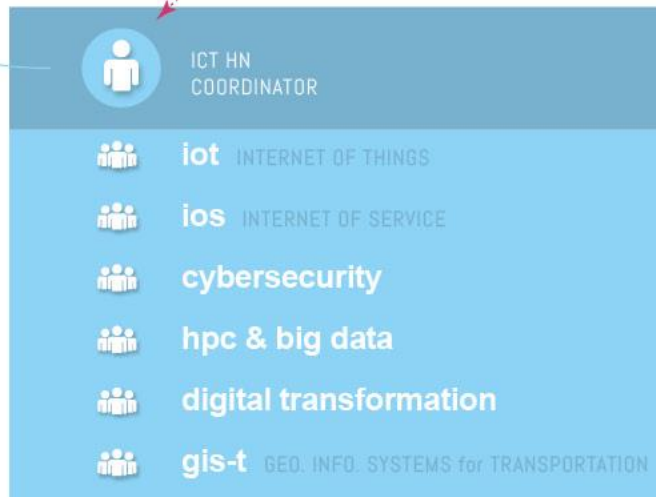 ICT HN
COORDINATOR
iot INTERNET OF THINGS
ios INTERNET OF SERVICE
cybersecurity
hpc & big data
digital transformation
gis-t GEO. INFO. SYSTEMS for TRANSPORTATION